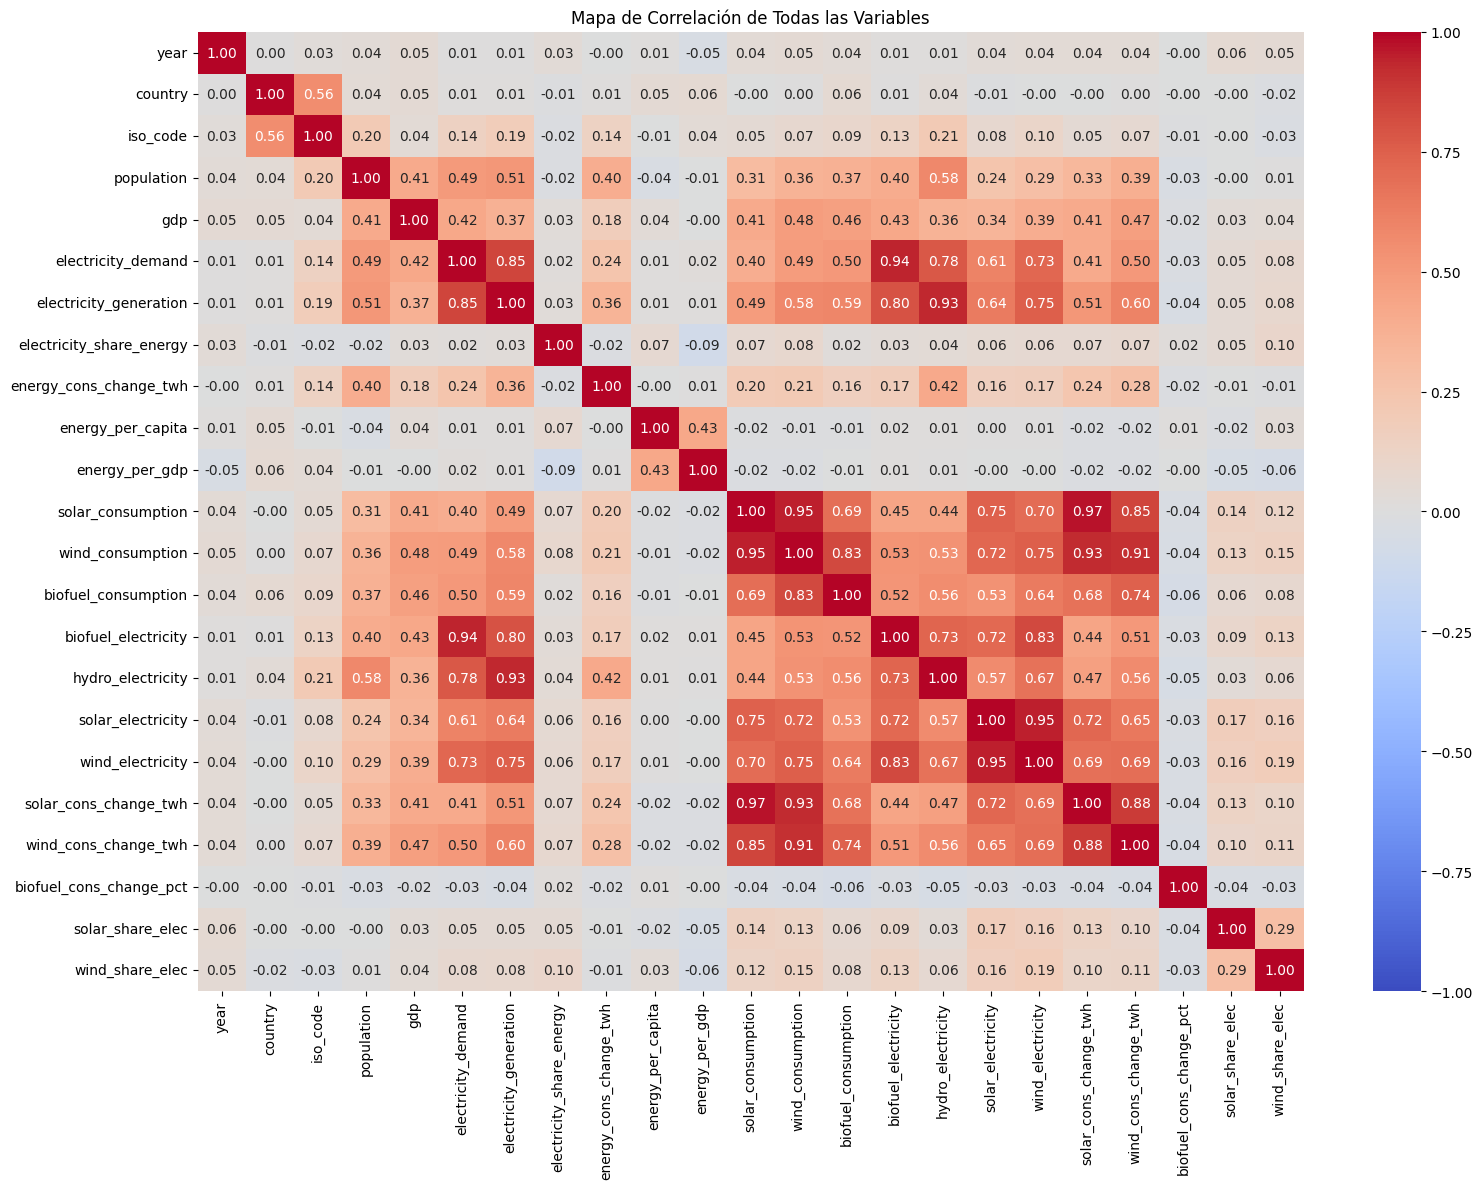 Mapa de Correlación de Todas las Variables
year 1.00 0.00 0.03 0.04 0.05 0.01 0.01 0.03 -0.00 0.01 -0.05 0.04 0.05 0.04 0.01 0.01 0.04 0.04 0.04 0.04 -0.00 0.06 0.05
country 0.00 1.00 0.56 0.04 0.05 0.01 0.01 -0.01 0.01 0.05 0.06 -0.00 0.00 0.06 0.01 0.04 -0.01 -0.00 -0.00 0.00 -0.00 -0.00 -0.02
iso_code 0.03 0.56 1.00 0.20 0.04 0.14 0.19 -0.02 0.14 -0.01 0.04 0.05 0.07 0.09 0.13 0.21 0.08 0.10 0.05 0.07 -0.01 -0.00 -0.03
population 0.04 0.04 0.20 1.00 0.41 0.49 0.51 -0.02 0.40 -0.04 -0.01 0.31 0.36 0.37 0.40 0.58 0.24 0.29 0.33 0.39 -0.03 -0.00 0.01
gdp 0.05 0.05 0.04 0.41 1.00 0.42 0.37 0.03 0.18 0.04 -0.00 0.41 0.48 0.46 0.43 0.36 0.34 0.39 0.41 0.47 -0.02 0.03 0.04
electricity_demand 0.01 0.01 0.14 0.49 0.42 1.00 0.85 0.02 0.24 0.01 0.02 0.40 0.49 0.50 0.94 0.78 0.61 0.73 0.41 0.50 -0.03 0.05 0.08
electricity_generation 0.01 0.01 0.19 0.51 0.37 0.85 1.00 0.03 0.36 0.01 0.01 0.49 0.58 0.59 0.80 0.93 0.64 0.75 0.51 0.60 -0.04 0.05 0.08
electricity_share_energy 0.03 -0.01 -0.02 -0.02 0.03 0.02 0.03 1.00 -0.02 0.07 -0.09 0.07 0.08 0.02 0.03 0.04 0.06 0.06 0.07 0.07 0.02 0.05 0.10
energy_cons_change_twh -0.00 0.01 0.14 0.40 0.18 0.24 0.36 -0.02 1.00 -0.00 0.01 0.20 0.21 0.16 0.17 0.42 0.16 0.17 0.24 0.28 -0.02 -0.01 -0.01
energy_per_capita 0.01 0.05 -0.01 -0.04 0.04 0.01 0.01 0.07 -0.00 1.00 0.43 -0.02 -0.01 -0.01 0.02 0.01 0.00 0.01 -0.02 -0.02 0.01 -0.02 0.03
energy_per_gdp -0.05 0.06 0.04 -0.01 -0.00 0.02 0.01 -0.09 0.01 0.43 1.00 -0.02 -0.02 -0.01 0.01 0.01 -0.00 -0.00 -0.02 -0.02 -0.00 -0.05 -0.06
solar_consumption 0.04 -0.00 0.05 0.31 0.41 0.40 0.49 0.07 0.20 -0.02 -0.02 1.00 0.95 0.69 0.45 0.44 0.75 0.70 0.97 0.85 -0.04 0.14 0.12
wind_consumption 0.05 0.00 0.07 0.36 0.48 0.49 0.58 0.08 0.21 -0.01 -0.02 0.95 1.00 0.83 0.53 0.53 0.72 0.75 0.93 0.91 -0.04 0.13 0.15
biofuel_consumption 0.04 0.06 0.09 0.37 0.46 0.50 0.59 0.02 0.16 -0.01 -0.01 0.69 0.83 1.00 0.52 0.56 0.53 0.64 0.68 0.74 -0.06 0.06 0.08
biofuel_electricity 0.01 0.01 0.13 0.40 0.43 0.94 0.80 0.03 0.17 0.02 0.01 0.45 0.53 0.52 1.00 0.73 0.72 0.83 0.44 0.51 -0.03 0.09 0.13
hydro_electricity 0.01 0.04 0.21 0.58 0.36 0.78 0.93 0.04 0.42 0.01 0.01 0.44 0.53 0.56 0.73 1.00 0.57 0.67 0.47 0.56 -0.05 0.03 0.06
solar_electricity 0.04 -0.01 0.08 0.24 0.34 0.61 0.64 0.06 0.16 0.00 -0.00 0.75 0.72 0.53 0.72 0.57 1.00 0.95 0.72 0.65 -0.03 0.17 0.16
wind_electricity 0.04 -0.00 0.10 0.29 0.39 0.73 0.75 0.06 0.17 0.01 -0.00 0.70 0.75 0.64 0.83 0.67 0.95 1.00 0.69 0.69 -0.03 0.16 0.19
solar_cons_change_twh 0.04 -0.00 0.05 0.33 0.41 0.41 0.51 0.07 0.24 -0.02 -0.02 0.97 0.93 0.68 0.44 0.47 0.72 0.69 1.00 0.88 -0.04 0.13 0.10
wind_cons_change_twh 0.04 0.00 0.07 0.39 0.47 0.50 0.60 0.07 0.28 -0.02 -0.02 0.85 0.91 0.74 0.51 0.56 0.65 0.69 0.88 1.00 -0.04 0.10 0.11
biofuel_cons_change_pct -0.00 -0.00 -0.01 -0.03 -0.02 -0.03 -0.04 0.02 -0.02 0.01 -0.00 -0.04 -0.04 -0.06 -0.03 -0.05 -0.03 -0.03 -0.04 -0.04 1.00 -0.04 -0.03
solar_share_elec 0.06 -0.00 -0.00 -0.00 0.03 0.05 0.05 0.05 -0.01 -0.02 -0.05 0.14 0.13 0.06 0.09 0.03 0.17 0.16 0.13 0.10 -0.04 1.00 0.29
wind_share_elec 0.05 -0.02 -0.03 0.01 0.04 0.08 0.08 0.10 -0.01 0.03 -0.06 0.12 0.15 0.08 0.13 0.06 0.16 0.19 0.10 0.11 -0.03 0.29 1.00
year
country
iso_code
population
gdp
electricity_demand
electricity_generation
electricity_share_energy
energy_cons_change_twh
energy_per_capita
energy_per_gdp
solar_consumption
wind_consumption
biofuel_consumption
biofuel_electricity
hydro_electricity
solar_electricity
wind_electricity
solar_cons_change_twh
wind_cons_change_twh
biofuel_cons_change_pct
solar_share_elec
wind_share_elec
1.00
0.75
0.50
0.25
0.00
−0.25
−0.50
−0.75
−1.00